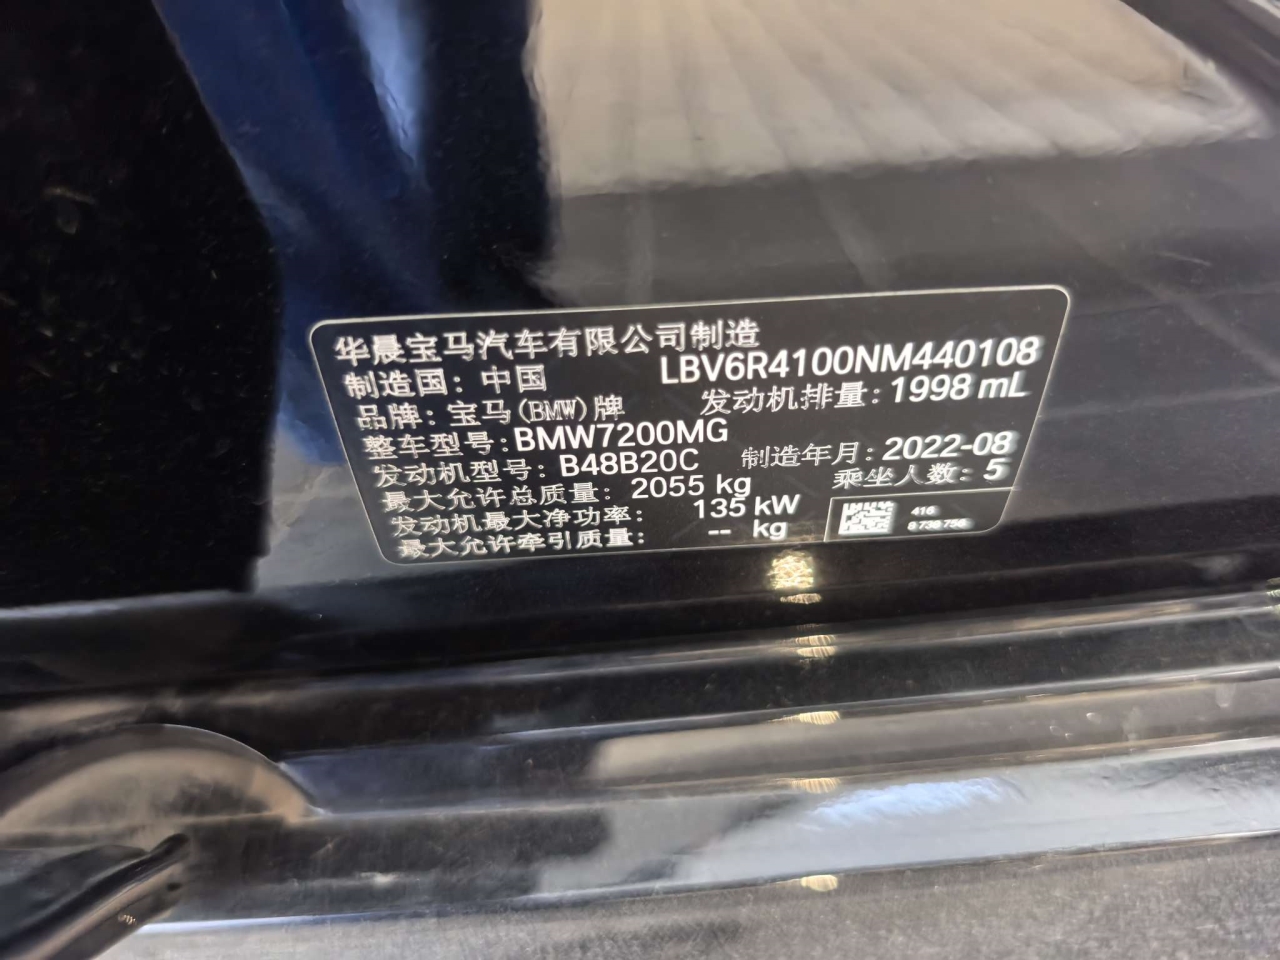 华晨宝马汽车有限公司制造
制造国：中国 LBV6R4100NM440108
品牌：宝马(BMW)牌 发动机排量：1998 mL
整车型号：BMW7200MG
发动机型号：B48B20C 制造年月：2022-08
最大允许总质量：2055 kg 乘坐人数：5
发动机最大净功率：135 kW
最大允许牵引质量：-- kg
416
8 736 756